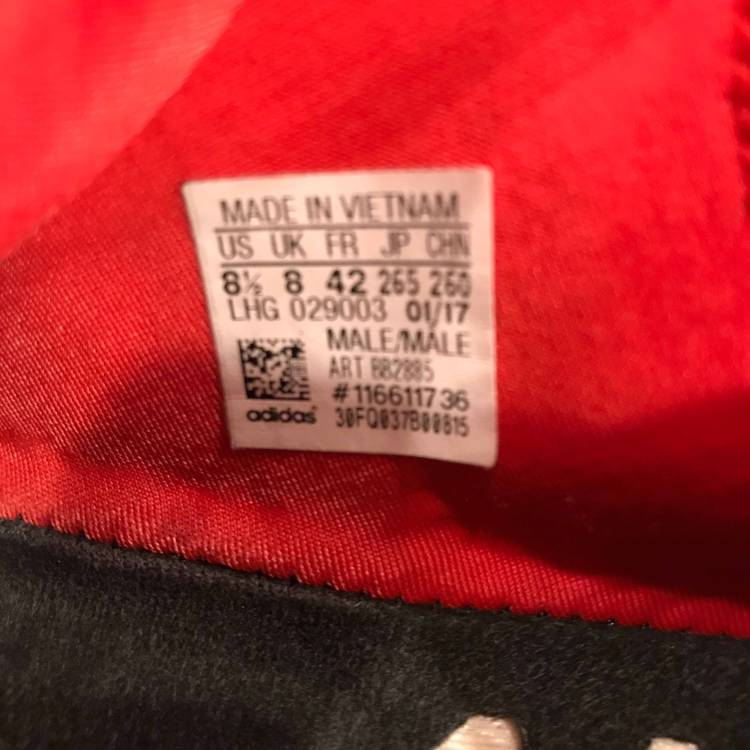 MADE IN VIETNAM
US UK FR JP CHN
8½ 8 42 265 260
LHG 029003 01/17
MALE/MÂLE
ART BB2885
#116611736
adidas
30FQ037B00815